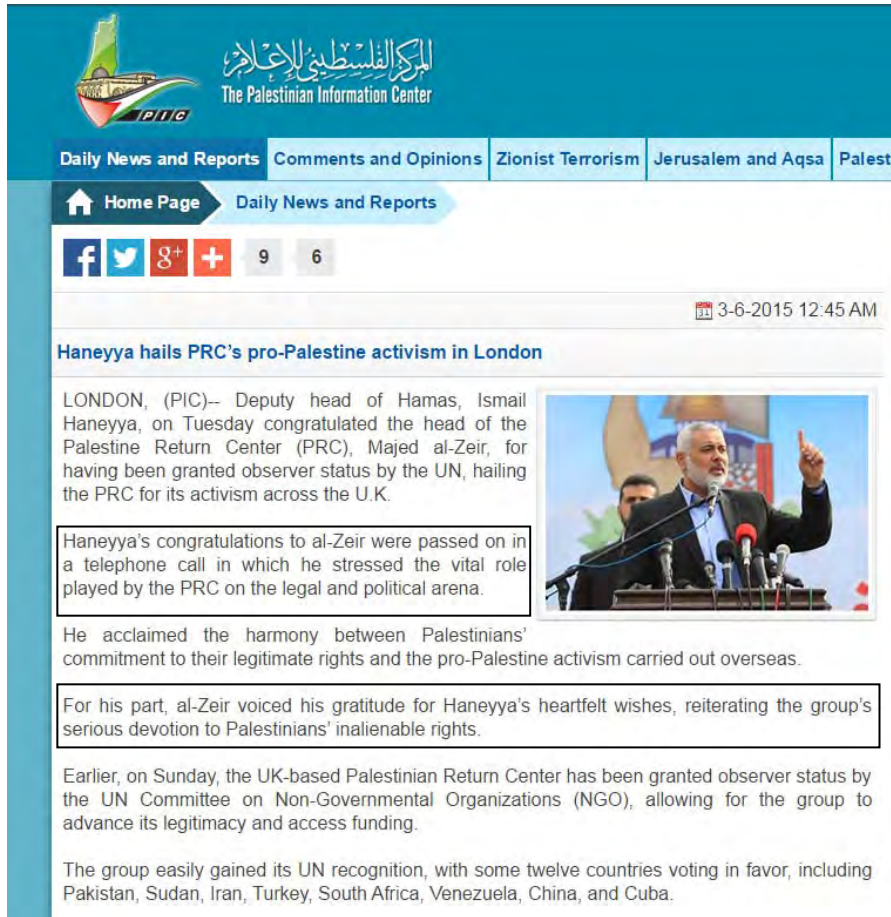 المركز الفلسطيني للإعلام
The Palestinian Information Center
PIC
Daily News and Reports Comments and Opinions Zionist Terrorism Jerusalem and Aqsa Palest
Home Page Daily News and Reports
f g+ + 9 6
31 3-6-2015 12:45 AM
Haneyya hails PRC's pro-Palestine activism in London
LONDON, (PIC)-- Deputy head of Hamas, Ismail
Haneyya, on Tuesday congratulated the head of the
Palestine Return Center (PRC), Majed al-Zeir, for
having been granted observer status by the UN, hailing
the PRC for its activism across the U.K.
Haneyya's congratulations to al-Zeir were passed on in
a telephone call in which he stressed the vital role
played by the PRC on the legal and political arena.
He acclaimed the harmony between Palestinians'
commitment to their legitimate rights and the pro-Palestine activism carried out overseas.
For his part, al-Zeir voiced his gratitude for Haneyya's heartfelt wishes, reiterating the group's
serious devotion to Palestinians' inalienable rights.
Earlier, on Sunday, the UK-based Palestinian Return Center has been granted observer status by
the UN Committee on Non-Governmental Organizations (NGO), allowing for the group to
advance its legitimacy and access funding.
The group easily gained its UN recognition, with some twelve countries voting in favor, including
Pakistan, Sudan, Iran, Turkey, South Africa, Venezuela, China, and Cuba.